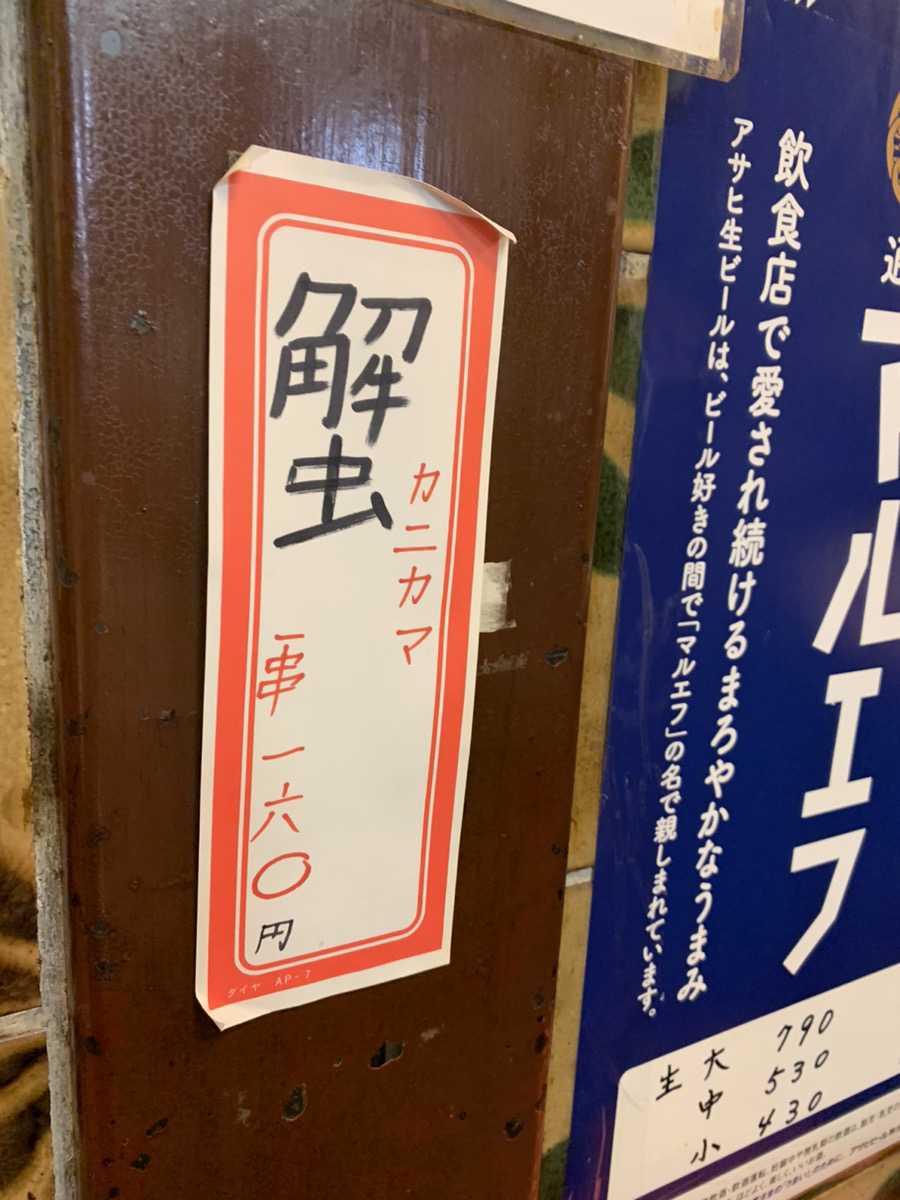 蟹
カニカマ
一串 一六〇円
ダイヤ AP-7
マルエフ
飲食店で愛され続けるまろやかなうまみ
アサヒ生ビールは、ビール好きの間で「マルエフ」の名で親しまれています。
生 大 790
中 530
小 430